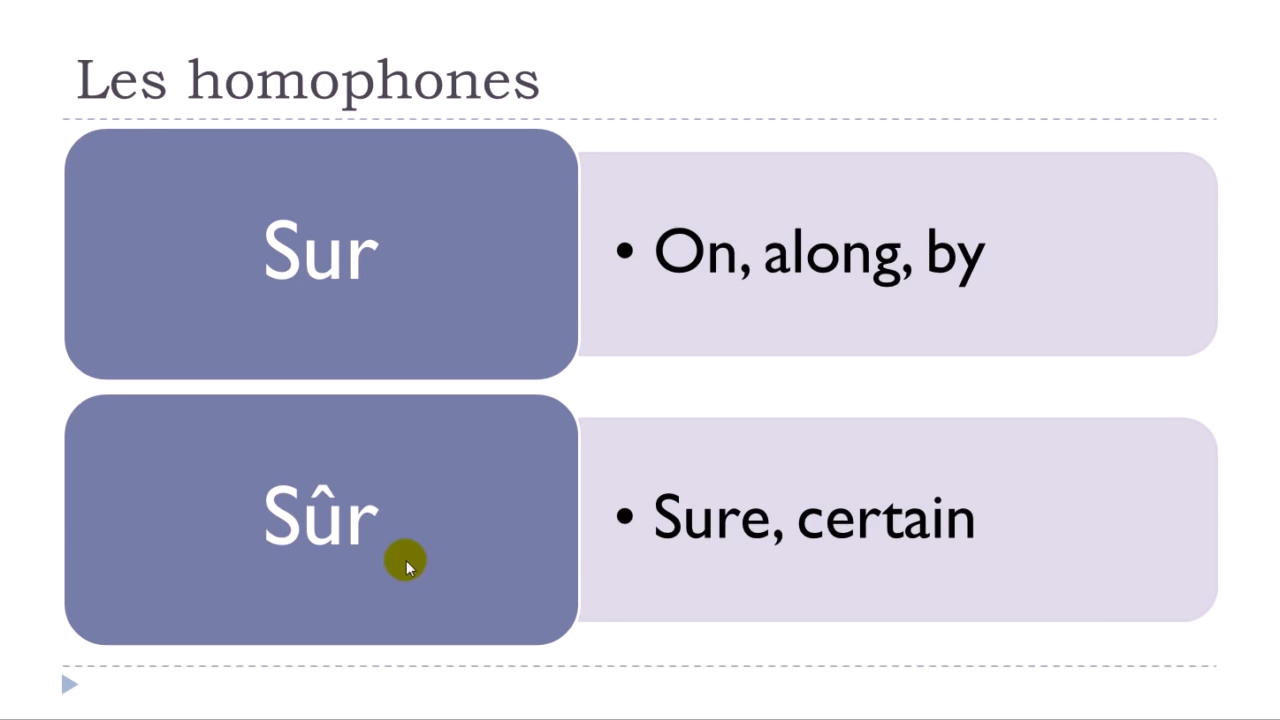 Les homophones
Sur
• On, along, by
Sûr
• Sure, certain